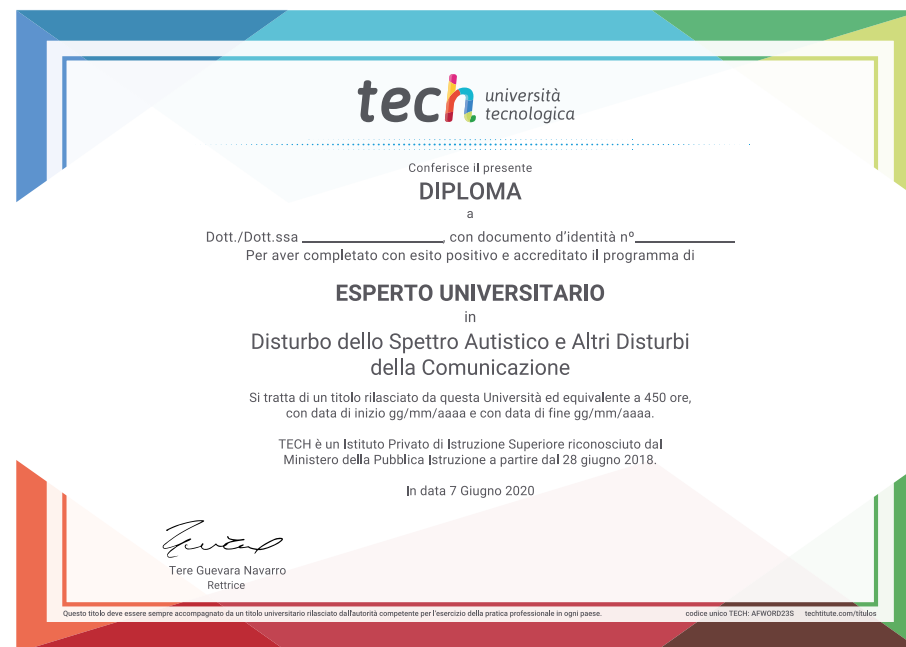 tech università
tecnologica
Conferisce il presente
DIPLOMA
a
Dott./Dott.ssa ____________________, con documento d'identità nº______________
Per aver completato con esito positivo e accreditato il programma di
ESPERTO UNIVERSITARIO
in
Disturbo dello Spettro Autistico e Altri Disturbi
della Comunicazione
Si tratta di un titolo rilasciato da questa Università ed equivalente a 450 ore,
con data di inizio gg/mm/aaaa e con data di fine gg/mm/aaaa.
TECH è un Istituto Privato di Istruzione Superiore riconosciuto dal
Ministero della Pubblica Istruzione a partire dal 28 giugno 2018.
In data 7 Giugno 2020
Tere Guevara Navarro
Rettrice
Questo titolo deve essere sempre accompagnato da un titolo universitario rilasciato dall'autorità competente per l'esercizio della pratica professionale in ogni paese. codice unico TECH: AFWORD23S techtitute.com/titulos